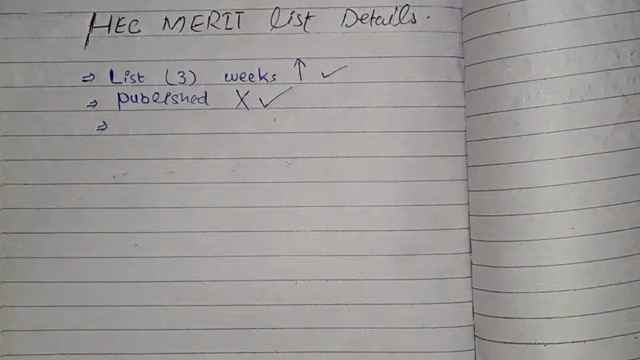 HEC MERIT list Details.
⇒ List (3) weeks ↑ ✓
⇒ published X ✓
⇒